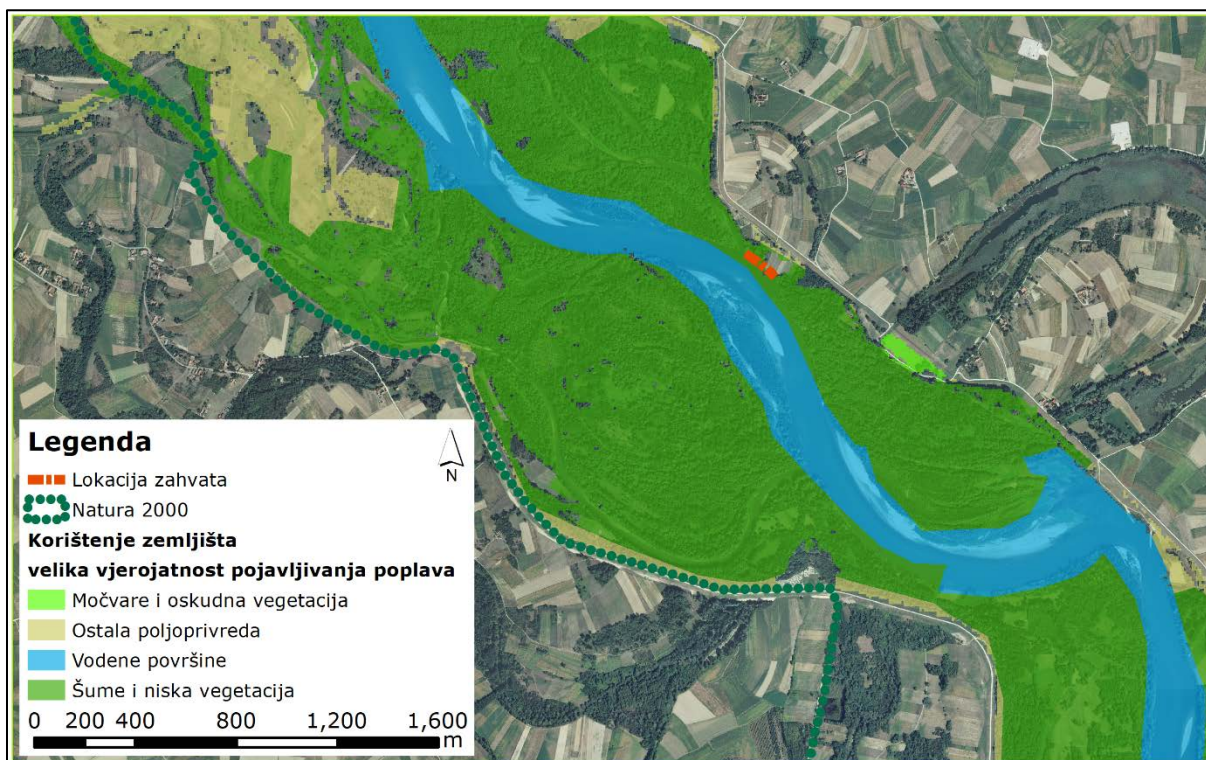 Legenda
Lokacija zahvata
N
Natura 2000
Korištenje zemljišta
velika vjerojatnost pojavljivanja poplava
Močvare i oskudna vegetacija
Ostala poljoprivreda
Vodene površine
Šume i niska vegetacija
0 200 400 800 1,200 1,600
m